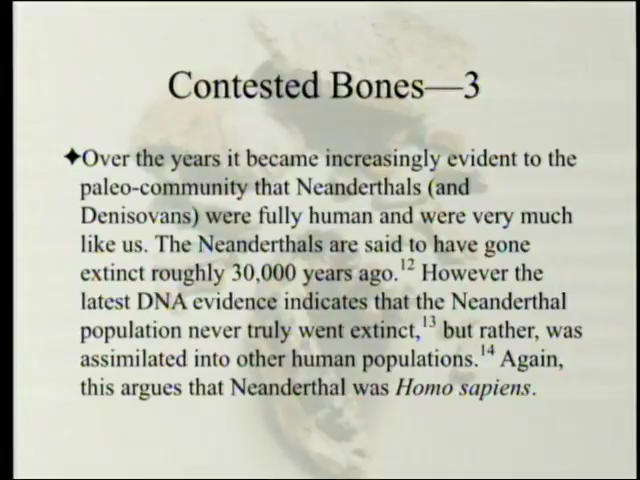 Contested Bones—3
✦Over the years it became increasingly evident to the
paleo-community that Neanderthals (and
Denisovans) were fully human and were very much
like us. The Neanderthals are said to have gone
extinct roughly 30,000 years ago.¹² However the
latest DNA evidence indicates that the Neanderthal
population never truly went extinct,¹³ but rather, was
assimilated into other human populations.¹⁴ Again,
this argues that Neanderthal was Homo sapiens.